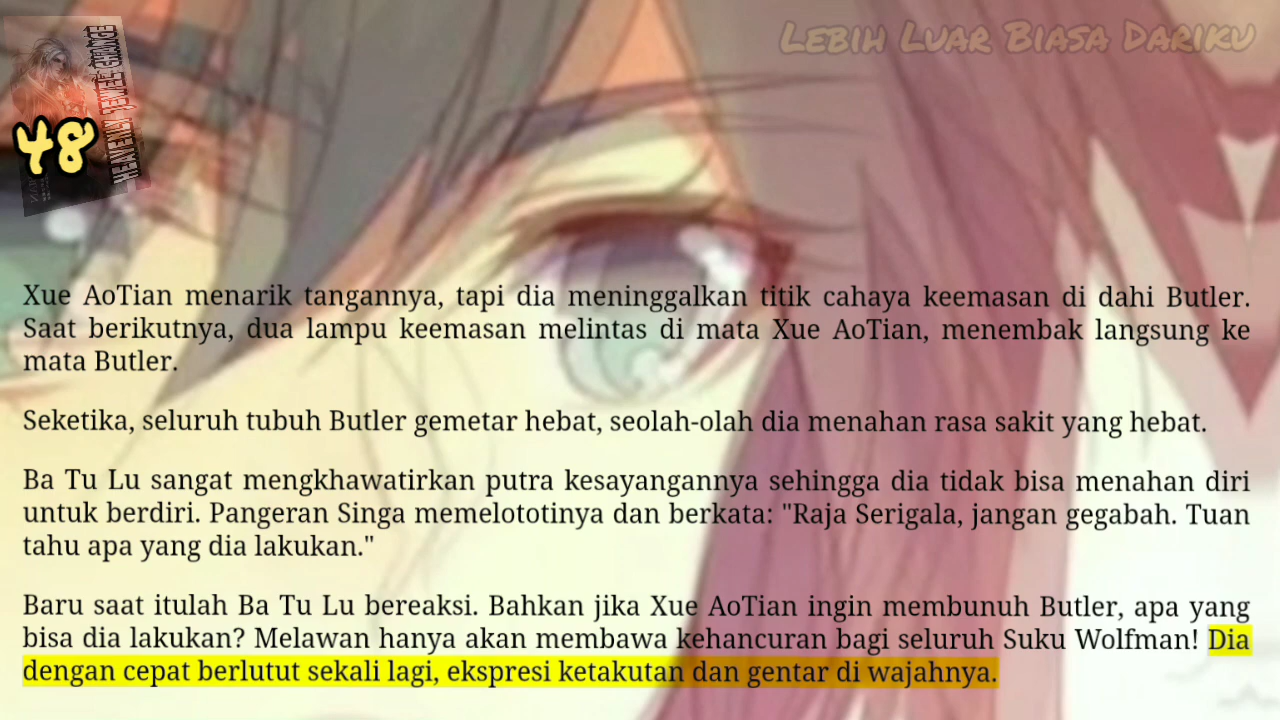 Lebih Luar Biasa Dariku
HEAVENLY JEWEL CHANGE
48
Xue AoTian menarik tangannya, tapi dia meninggalkan titik cahaya keemasan di dahi Butler.
Saat berikutnya, dua lampu keemasan melintas di mata Xue AoTian, menembak langsung ke
mata Butler.
Seketika, seluruh tubuh Butler gemetar hebat, seolah-olah dia menahan rasa sakit yang hebat.
Ba Tu Lu sangat mengkhawatirkan putra kesayangannya sehingga dia tidak bisa menahan diri
untuk berdiri. Pangeran Singa memelototinya dan berkata: "Raja Serigala, jangan gegabah. Tuan
tahu apa yang dia lakukan."
Baru saat itulah Ba Tu Lu bereaksi. Bahkan jika Xue AoTian ingin membunuh Butler, apa yang
bisa dia lakukan? Melawan hanya akan membawa kehancuran bagi seluruh Suku Wolfman! Dia
dengan cepat berlutut sekali lagi, ekspresi ketakutan dan gentar di wajahnya.